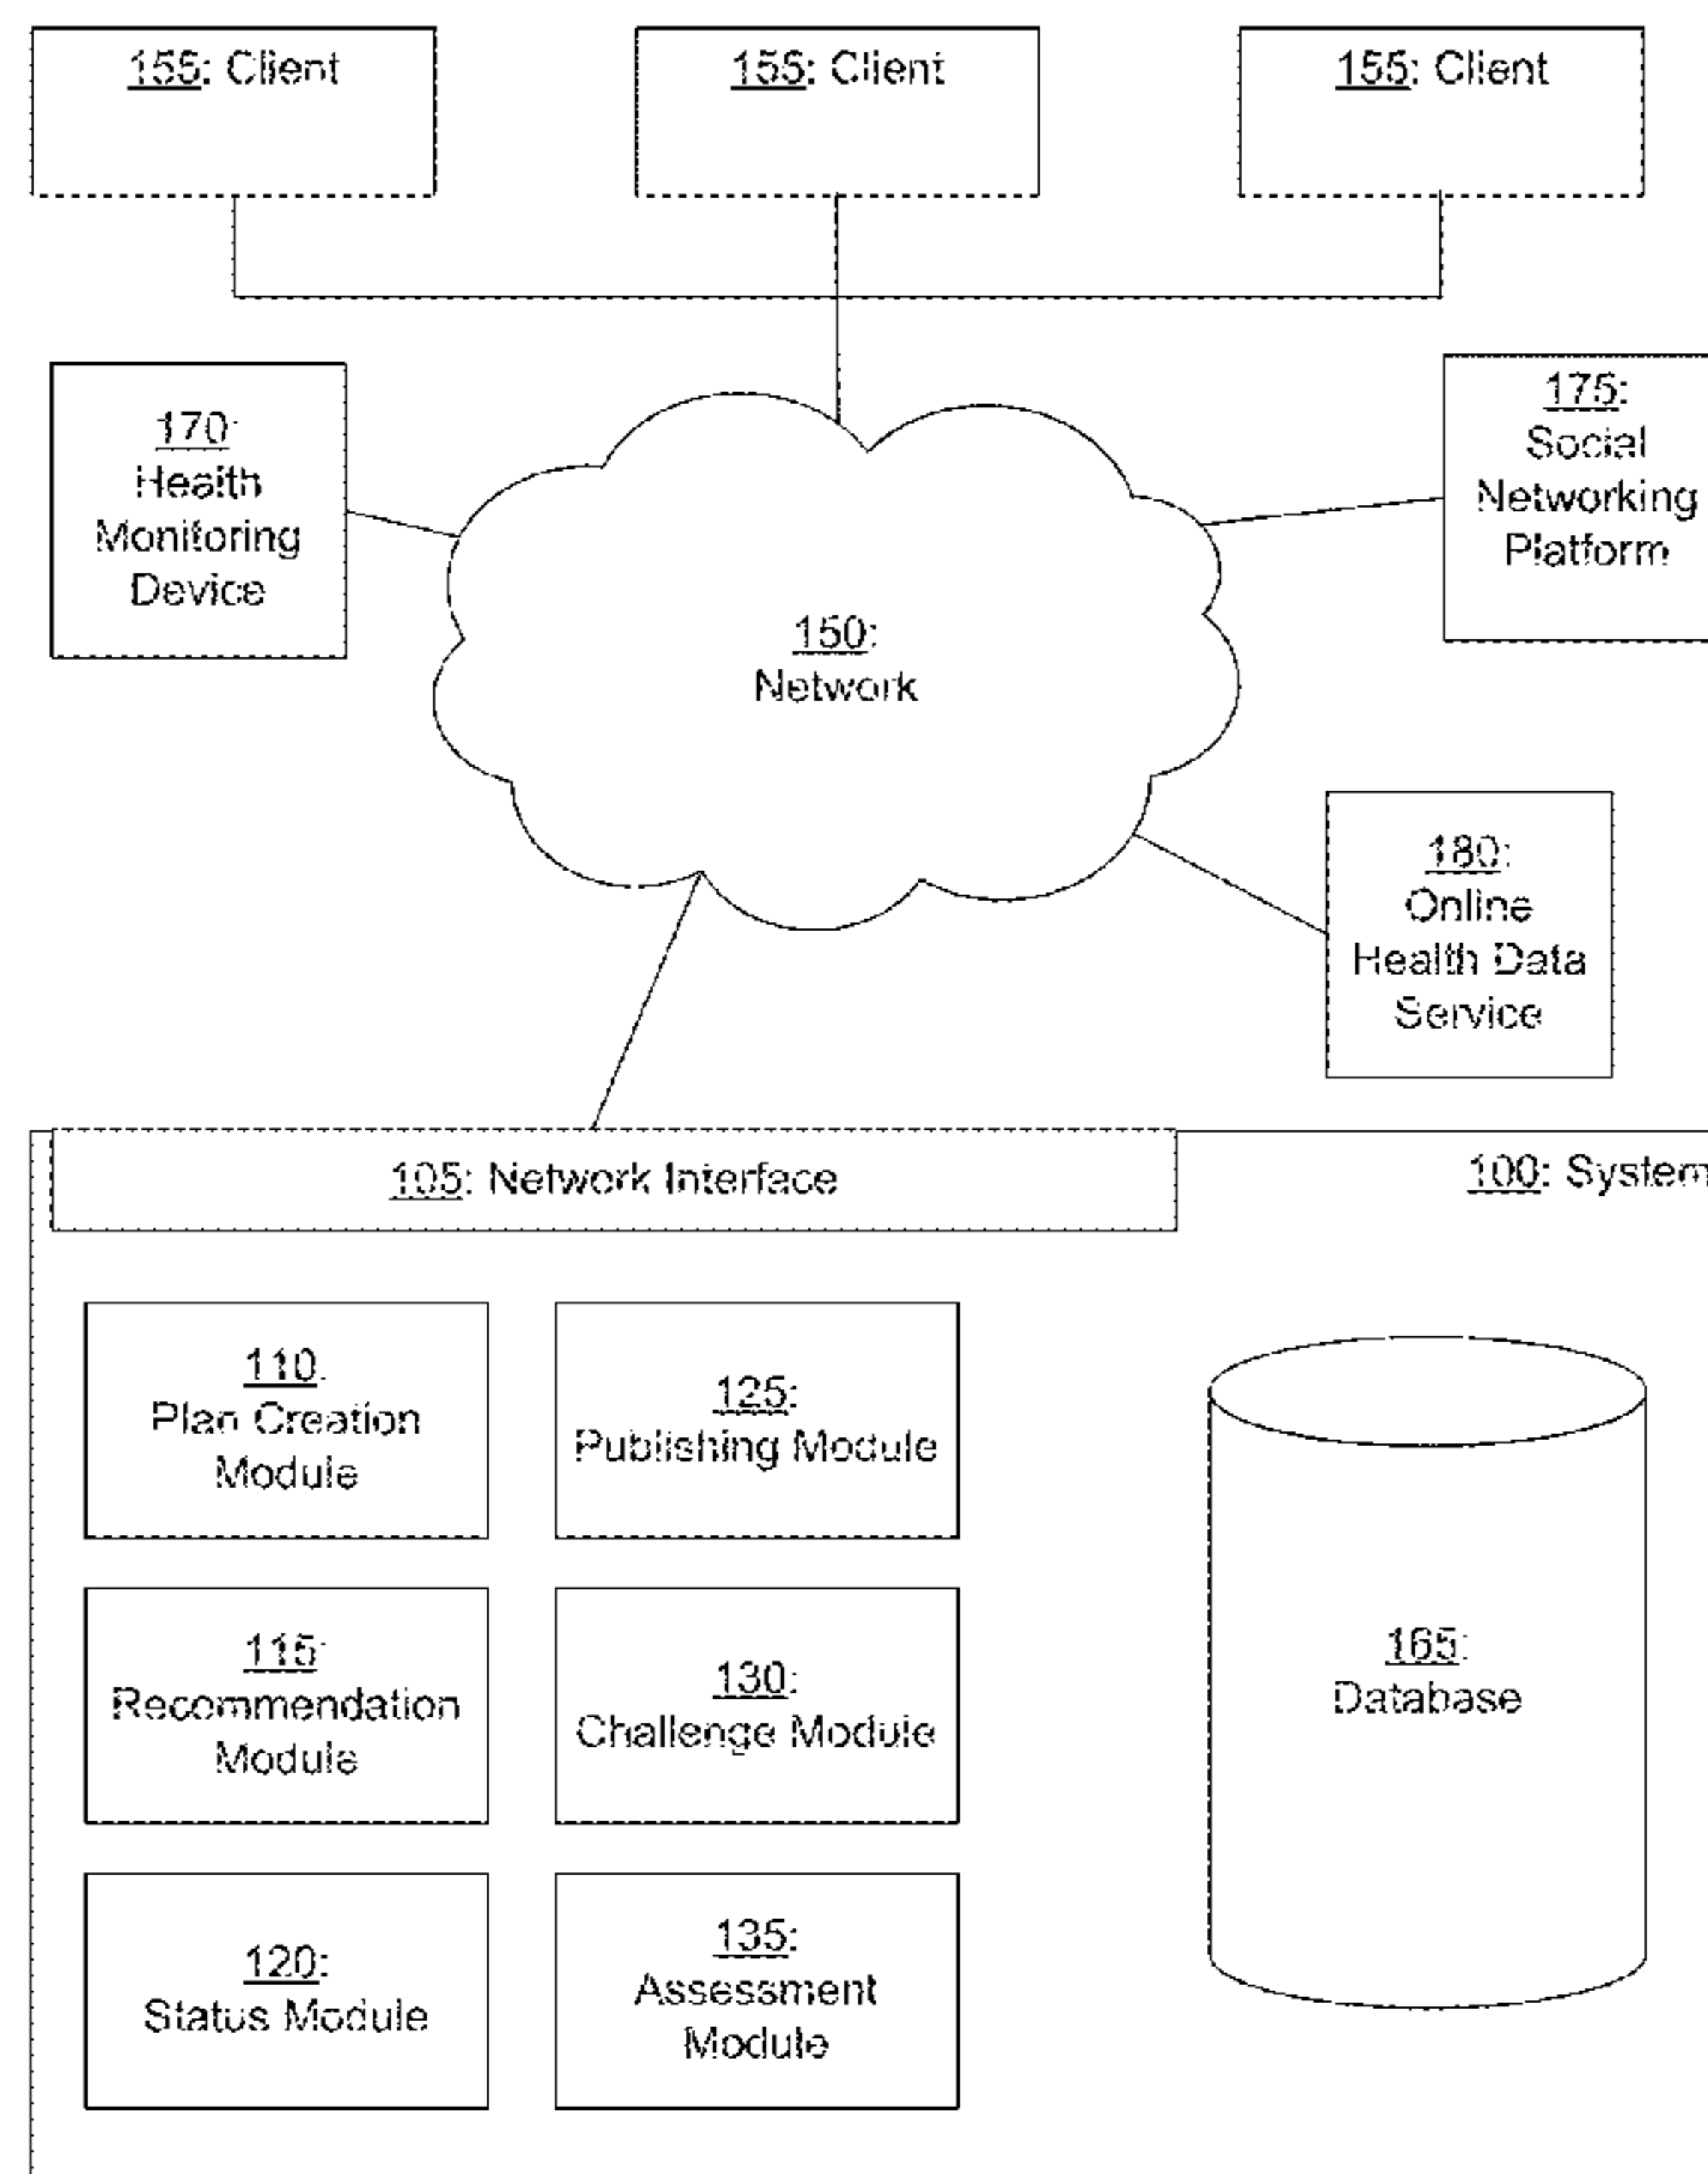 155: Client
155: Client
155: Client
170:
Health
Monitoring
Device
175:
Social
Networking
Platform
150:
Network
180:
Online
Health Data
Service
105: Network Interface
100: System
110:
Plan Creation
Module
125:
Publishing Module
115:
Recommendation
Module
130:
Challenge Module
165:
Database
120:
Status Module
135:
Assessment
Module